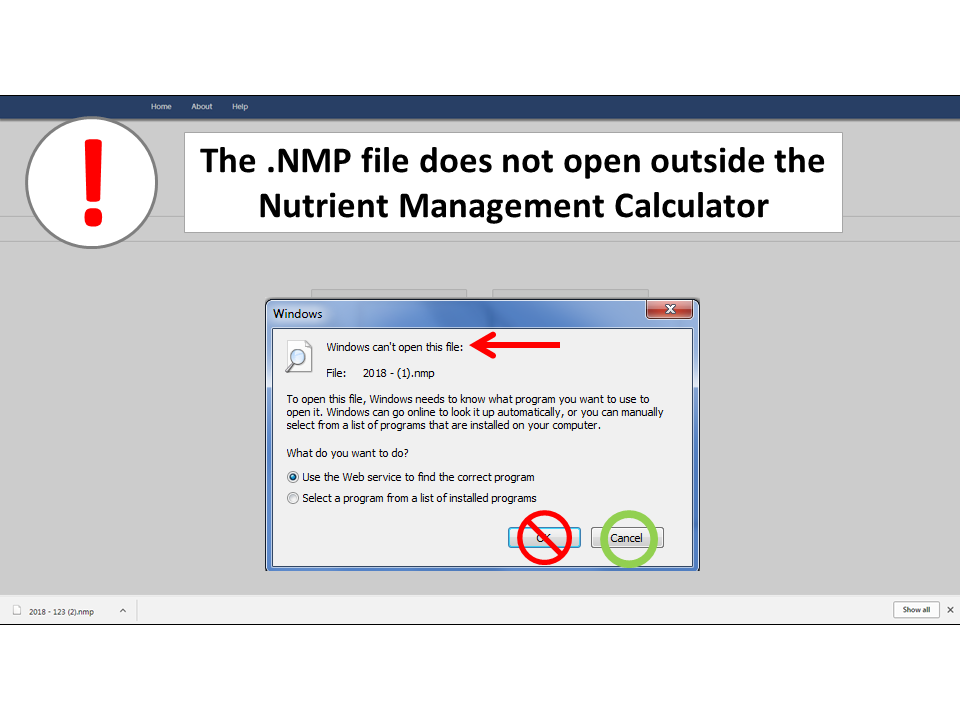 Home About Help
!
The .NMP file does not open outside the
Nutrient Management Calculator
Windows
Windows can't open this file:
File: 2018 - (1).nmp
To open this file, Windows needs to know what program you want to use to
open it. Windows can go online to look it up automatically, or you can manually
select from a list of programs that are installed on your computer.
What do you want to do?
Use the Web service to find the correct program
Select a program from a list of installed programs
OK Cancel
2018 - 123 (2).nmp Show all